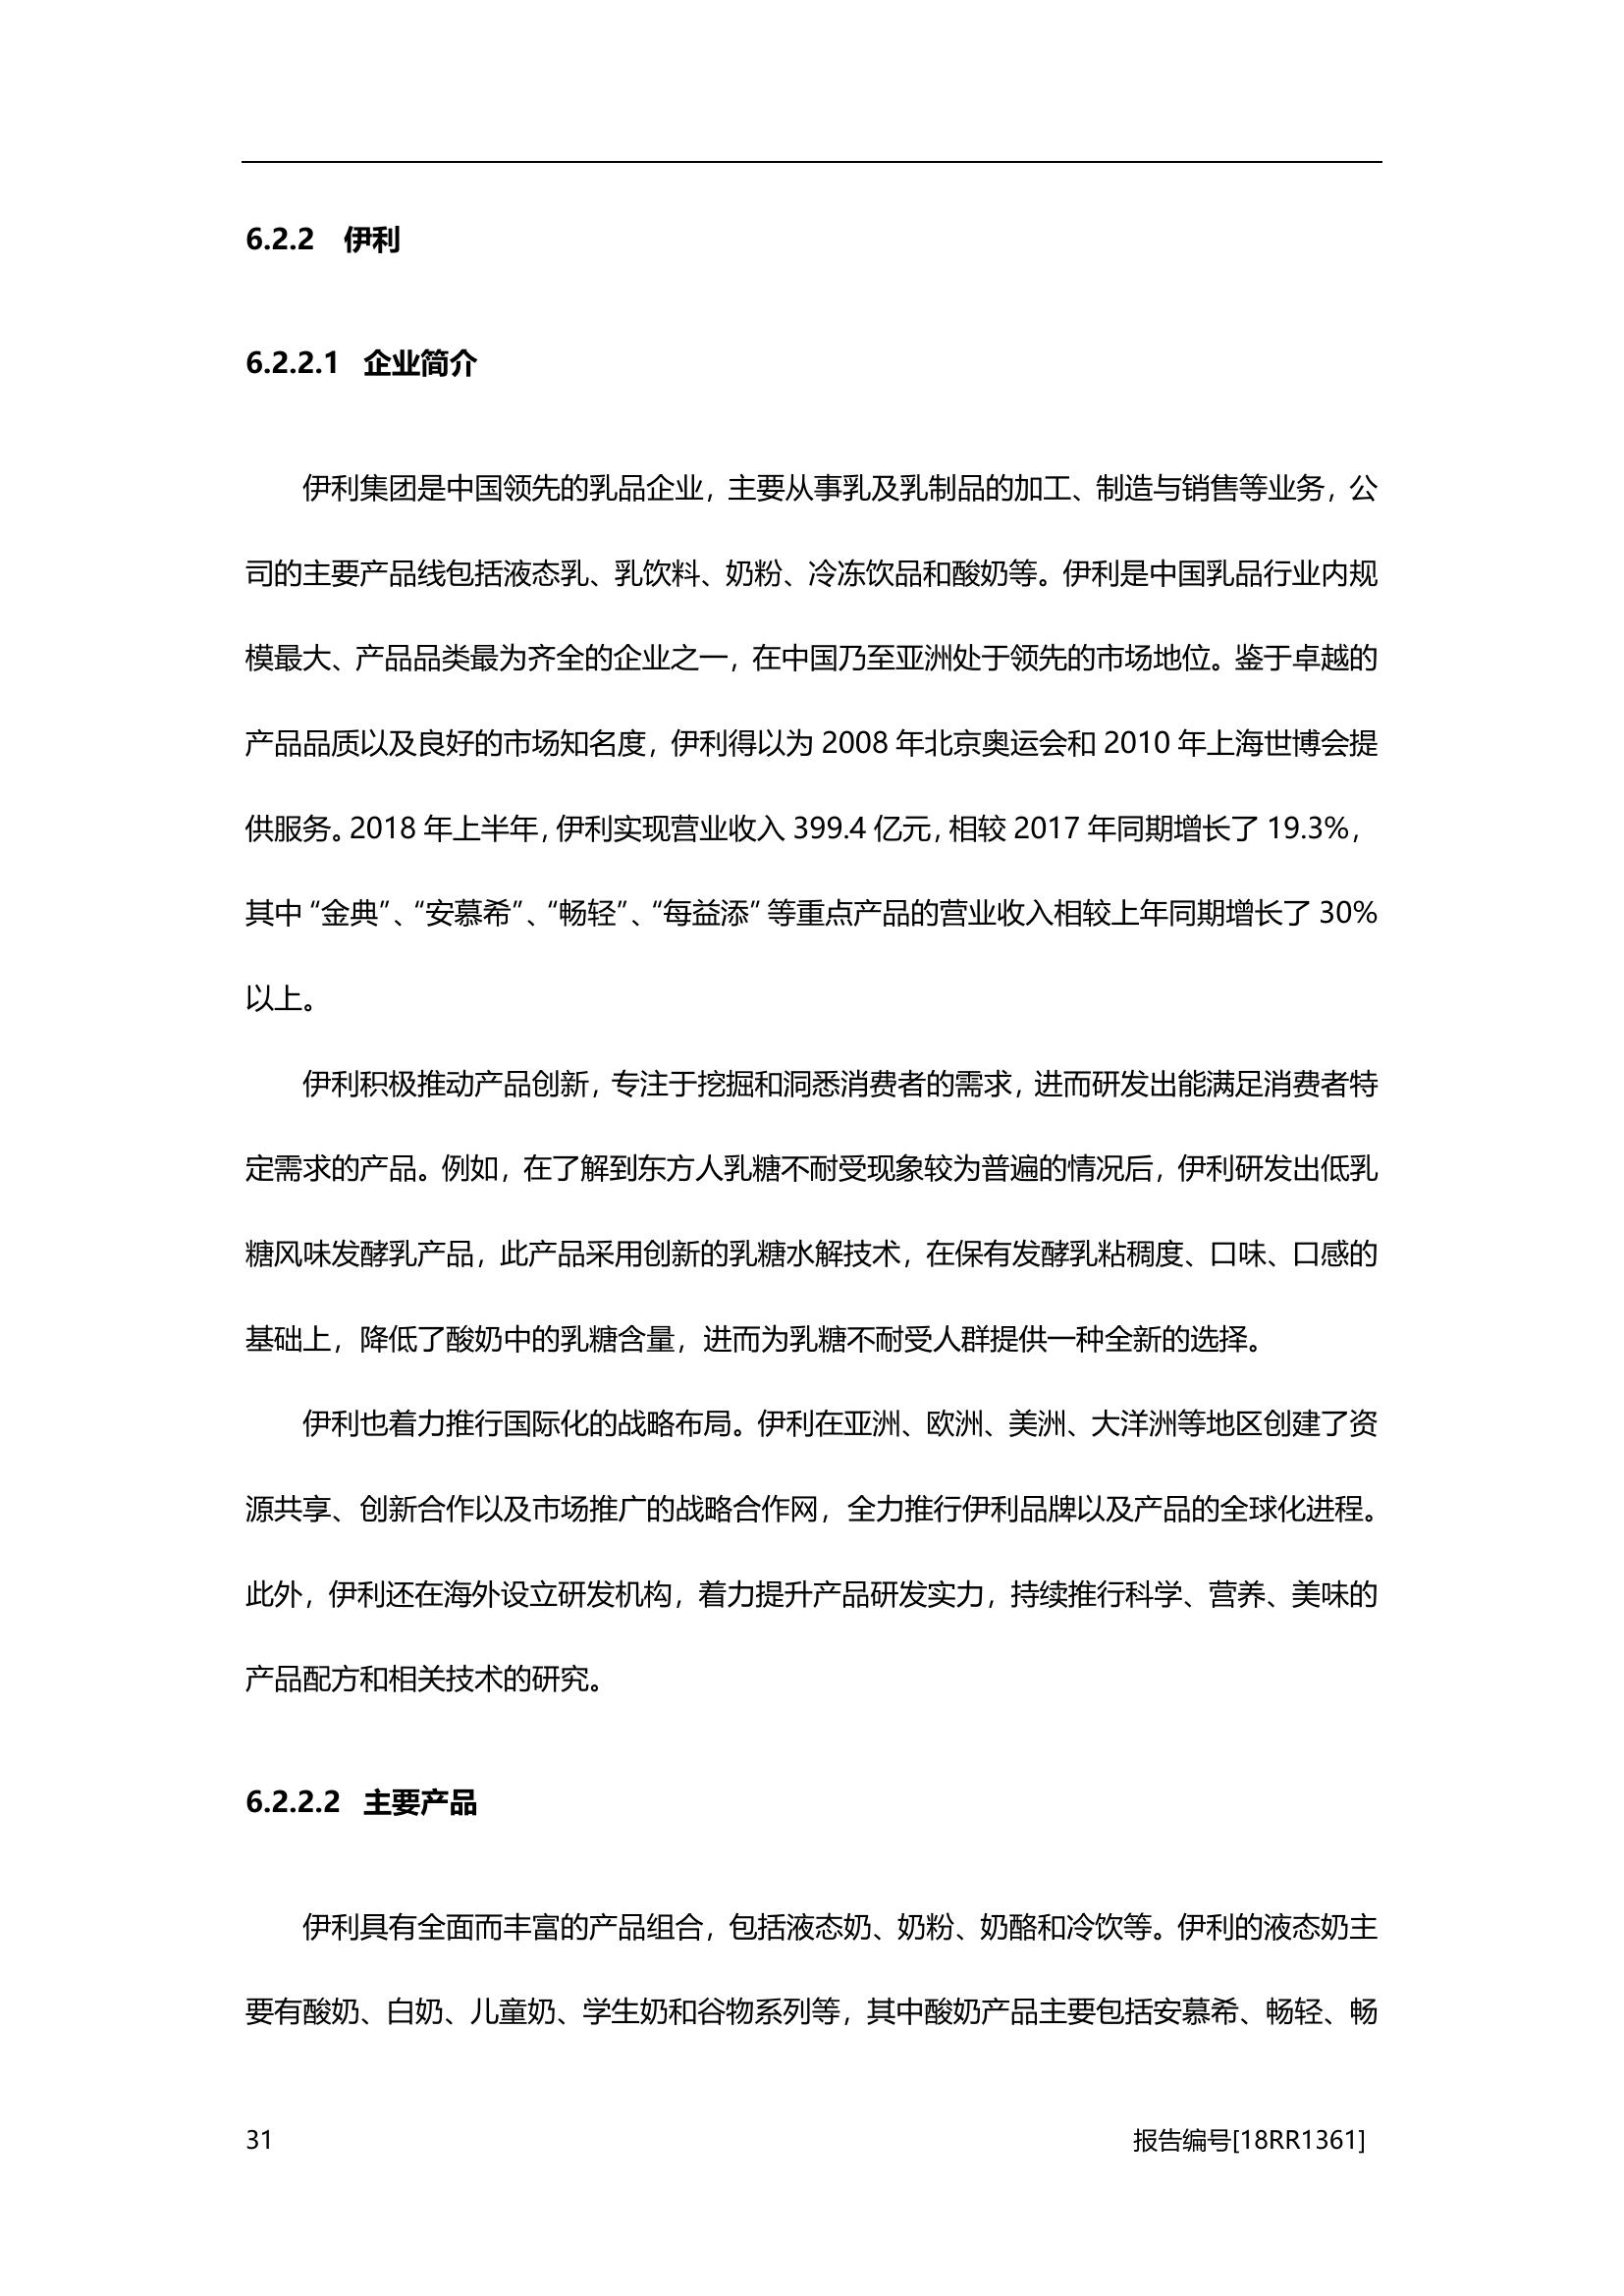 6.2.2 伊利
6.2.2.1 企业简介
伊利集团是中国领先的乳品企业，主要从事乳及乳制品的加工、制造与销售等业务，公
司的主要产品线包括液态乳、乳饮料、奶粉、冷冻饮品和酸奶等。伊利是中国乳品行业内规
模最大、产品品类最为齐全的企业之一，在中国乃至亚洲处于领先的市场地位。鉴于卓越的
产品品质以及良好的市场知名度，伊利得以为 2008 年北京奥运会和 2010 年上海世博会提
供服务。2018 年上半年，伊利实现营业收入 399.4 亿元，相较 2017 年同期增长了 19.3%，
其中“金典”、“安慕希”、“畅轻”、“每益添”等重点产品的营业收入相较上年同期增长了 30%
以上。
伊利积极推动产品创新，专注于挖掘和洞悉消费者的需求，进而研发出能满足消费者特
定需求的产品。例如，在了解到东方人乳糖不耐受现象较为普遍的情况后，伊利研发出低乳
糖风味发酵乳产品，此产品采用创新的乳糖水解技术，在保有发酵乳粘稠度、口味、口感的
基础上，降低了酸奶中的乳糖含量，进而为乳糖不耐受人群提供一种全新的选择。
伊利也着力推行国际化的战略布局。伊利在亚洲、欧洲、美洲、大洋洲等地区创建了资
源共享、创新合作以及市场推广的战略合作网，全力推行伊利品牌以及产品的全球化进程。
此外，伊利还在海外设立研发机构，着力提升产品研发实力，持续推行科学、营养、美味的
产品配方和相关技术的研究。
6.2.2.2 主要产品
伊利具有全面而丰富的产品组合，包括液态奶、奶粉、奶酪和冷饮等。伊利的液态奶主
要有酸奶、白奶、儿童奶、学生奶和谷物系列等，其中酸奶产品主要包括安慕希、畅轻、畅
31 报告编号[18RR1361]